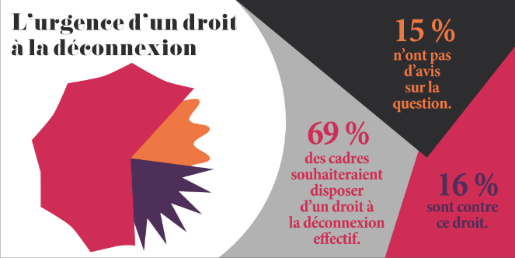 L’urgence d’un droit
à la déconnexion
15 %
n’ont pas
d’avis
sur la
question.
69 %
des cadres
souhaiteraient
disposer
d’un droit à
la déconnexion
effectif.
16 %
sont contre
ce droit.